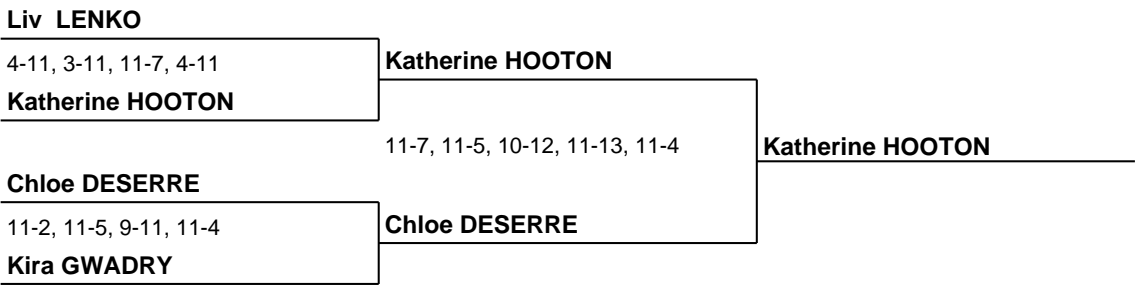 Liv LENKO
4-11, 3-11, 11-7, 4-11
Katherine HOOTON
Katherine HOOTON
11-7, 11-5, 10-12, 11-13, 11-4
Katherine HOOTON
Chloe DESERRE
11-2, 11-5, 9-11, 11-4
Chloe DESERRE
Kira GWADRY